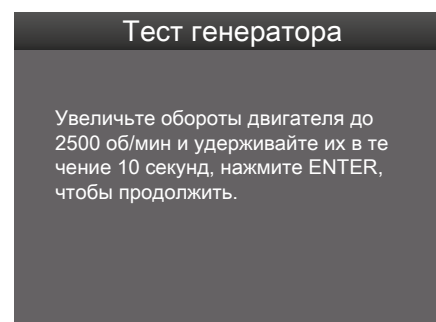 Тест генератора
Увеличьте обороты двигателя до
2500 об/мин и удерживайте их в те
чение 10 секунд, нажмите ENTER,
чтобы продолжить.